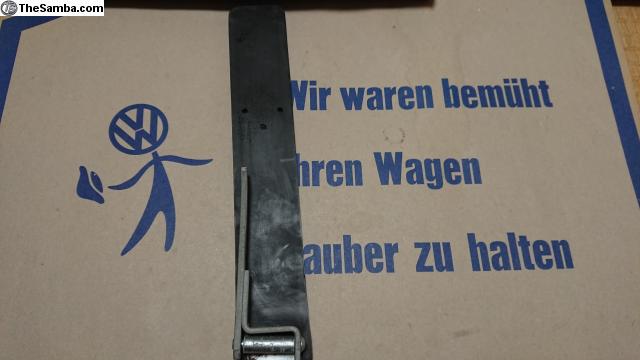 TheSamba.com
Wir waren bemüht
hren Wagen
auber zu halten